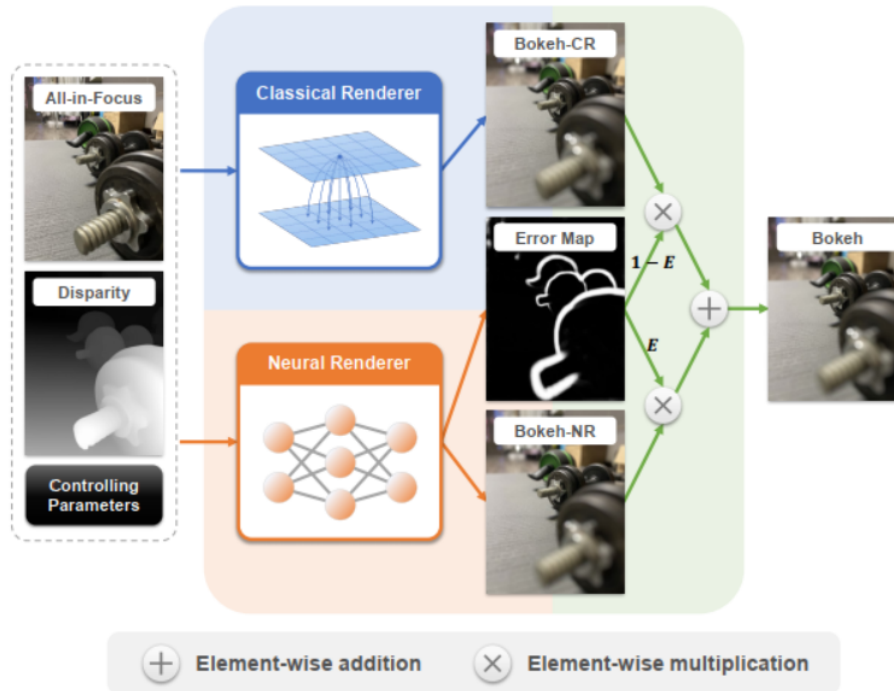 All-in-Focus
Disparity
Controlling
Parameters
Classical Renderer
Neural Renderer
Bokeh-CR
Error Map
Bokeh-NR
1 − E
E
Bokeh
Element-wise addition
Element-wise multiplication